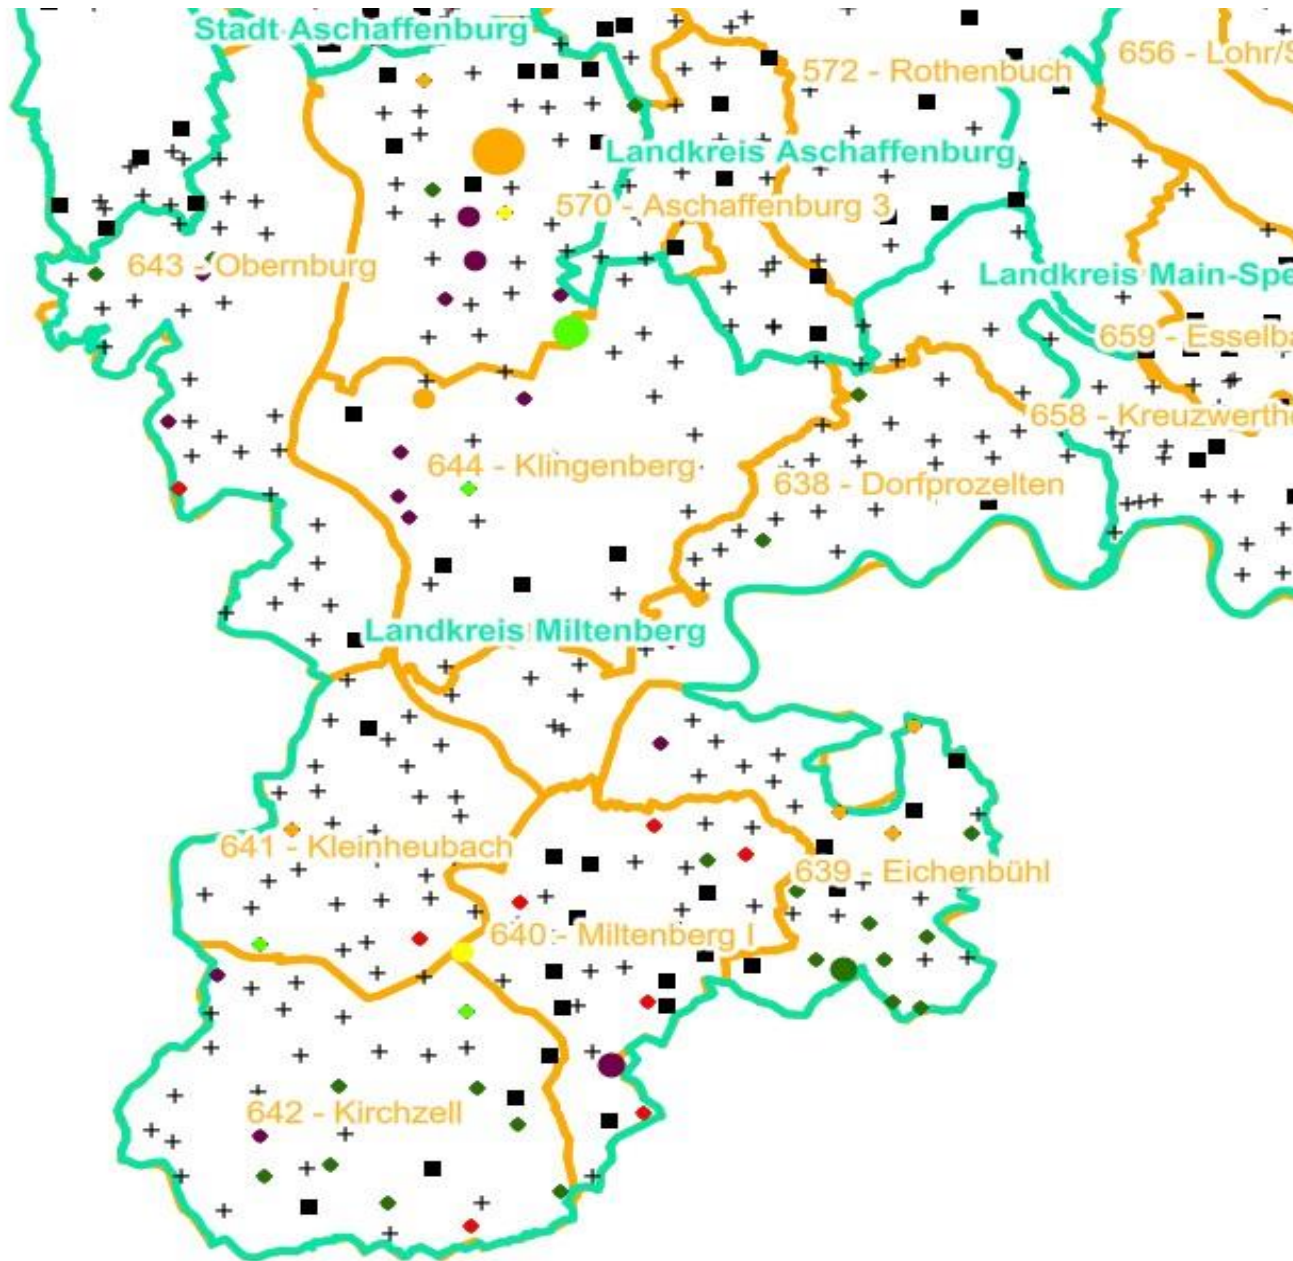 Stadt Aschaffenburg
656 - Lohr/S
572 - Rothenbuch
Landkreis Aschaffenburg
570 - Aschaffenburg 3
643 - Obernburg
Landkreis Main-Spe
659 - Esselba
658 - Kreuzwerthe
644 - Klingenberg
638 - Dorfprozelten
Landkreis Miltenberg
641 - Kleinheubach
639 - Eichenbühl
640 - Miltenberg I
642 - Kirchzell